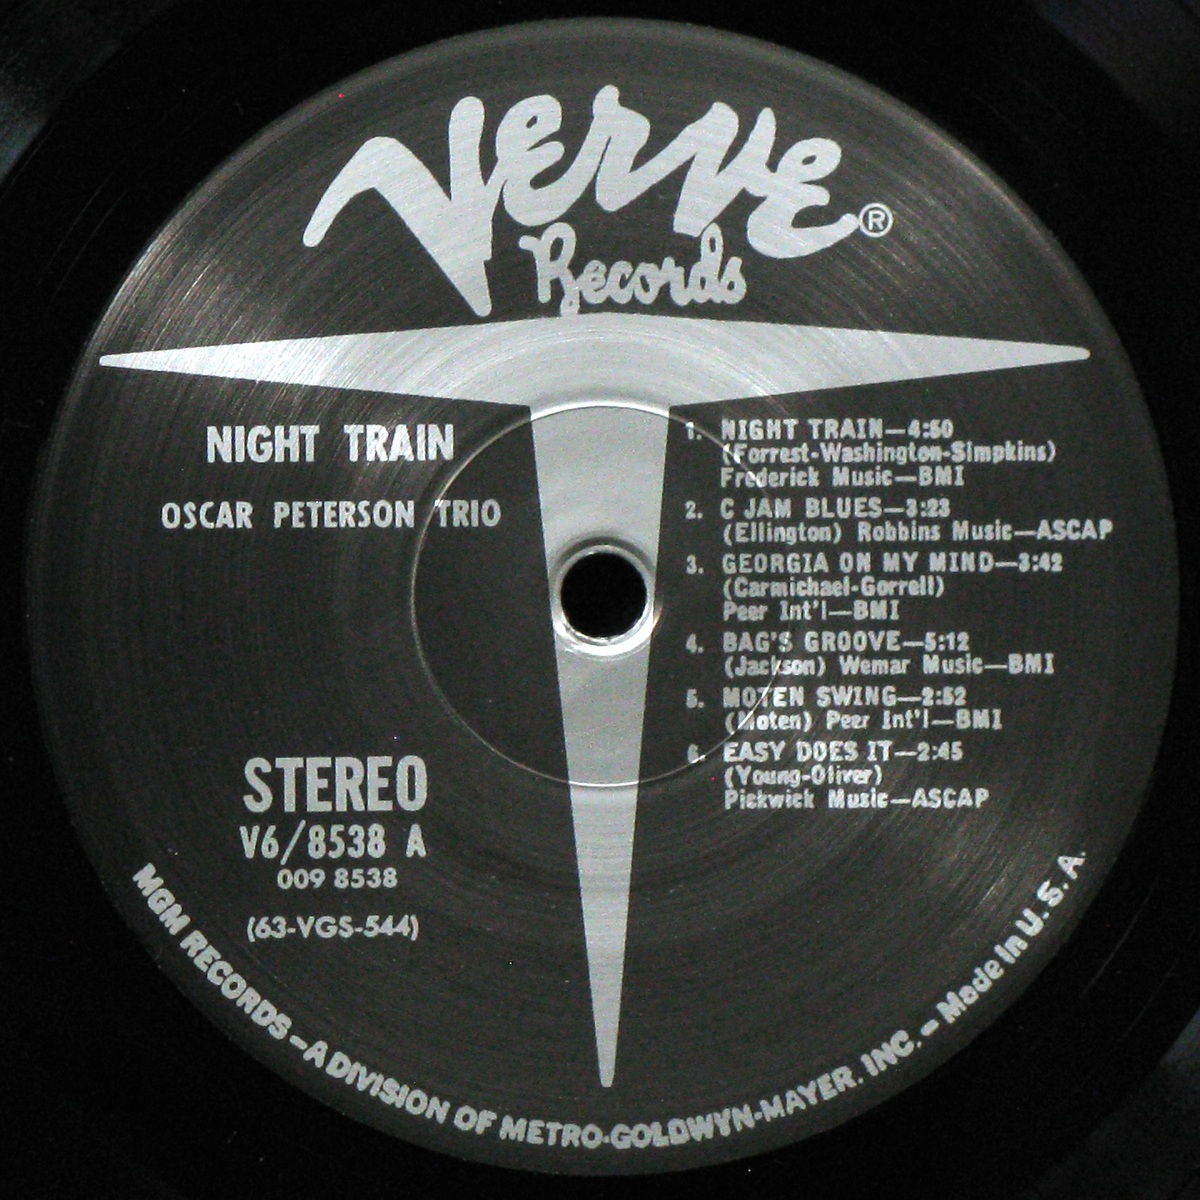 Verve ®
Records
NIGHT TRAIN
OSCAR PETERSON TRIO
1. NIGHT TRAIN—4:50
(Forrest-Washington-Simpkins)
Frederick Music—BMI
2. C JAM BLUES—3:23
(Ellington) Robbins Music—ASCAP
3. GEORGIA ON MY MIND—3:42
(Carmichael-Gorrell)
Peer Int'l—BMI
4. BAG'S GROOVE—5:12
(Jackson) Wemar Music—BMI
5. MOTEN SWING—2:52
(Moten) Peer Int'l—BMI
6. EASY DOES IT—2:45
(Young-Oliver)
Pickwick Music—ASCAP
STEREO
V6/8538 A
009 8538
(63-VGS-544)
MGM RECORDS – A DIVISION OF METRO-GOLDWYN-MAYER. INC. – Made in U. S. A.